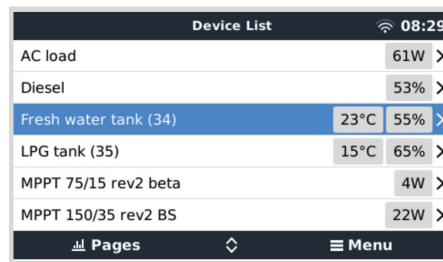 Device List 08:29
AC load 61W
Diesel 53%
Fresh water tank (34) 23°C 55%
LPG tank (35) 15°C 65%
MPPT 75/15 rev2 beta 4W
MPPT 150/35 rev2 BS 22W
Pages Menu